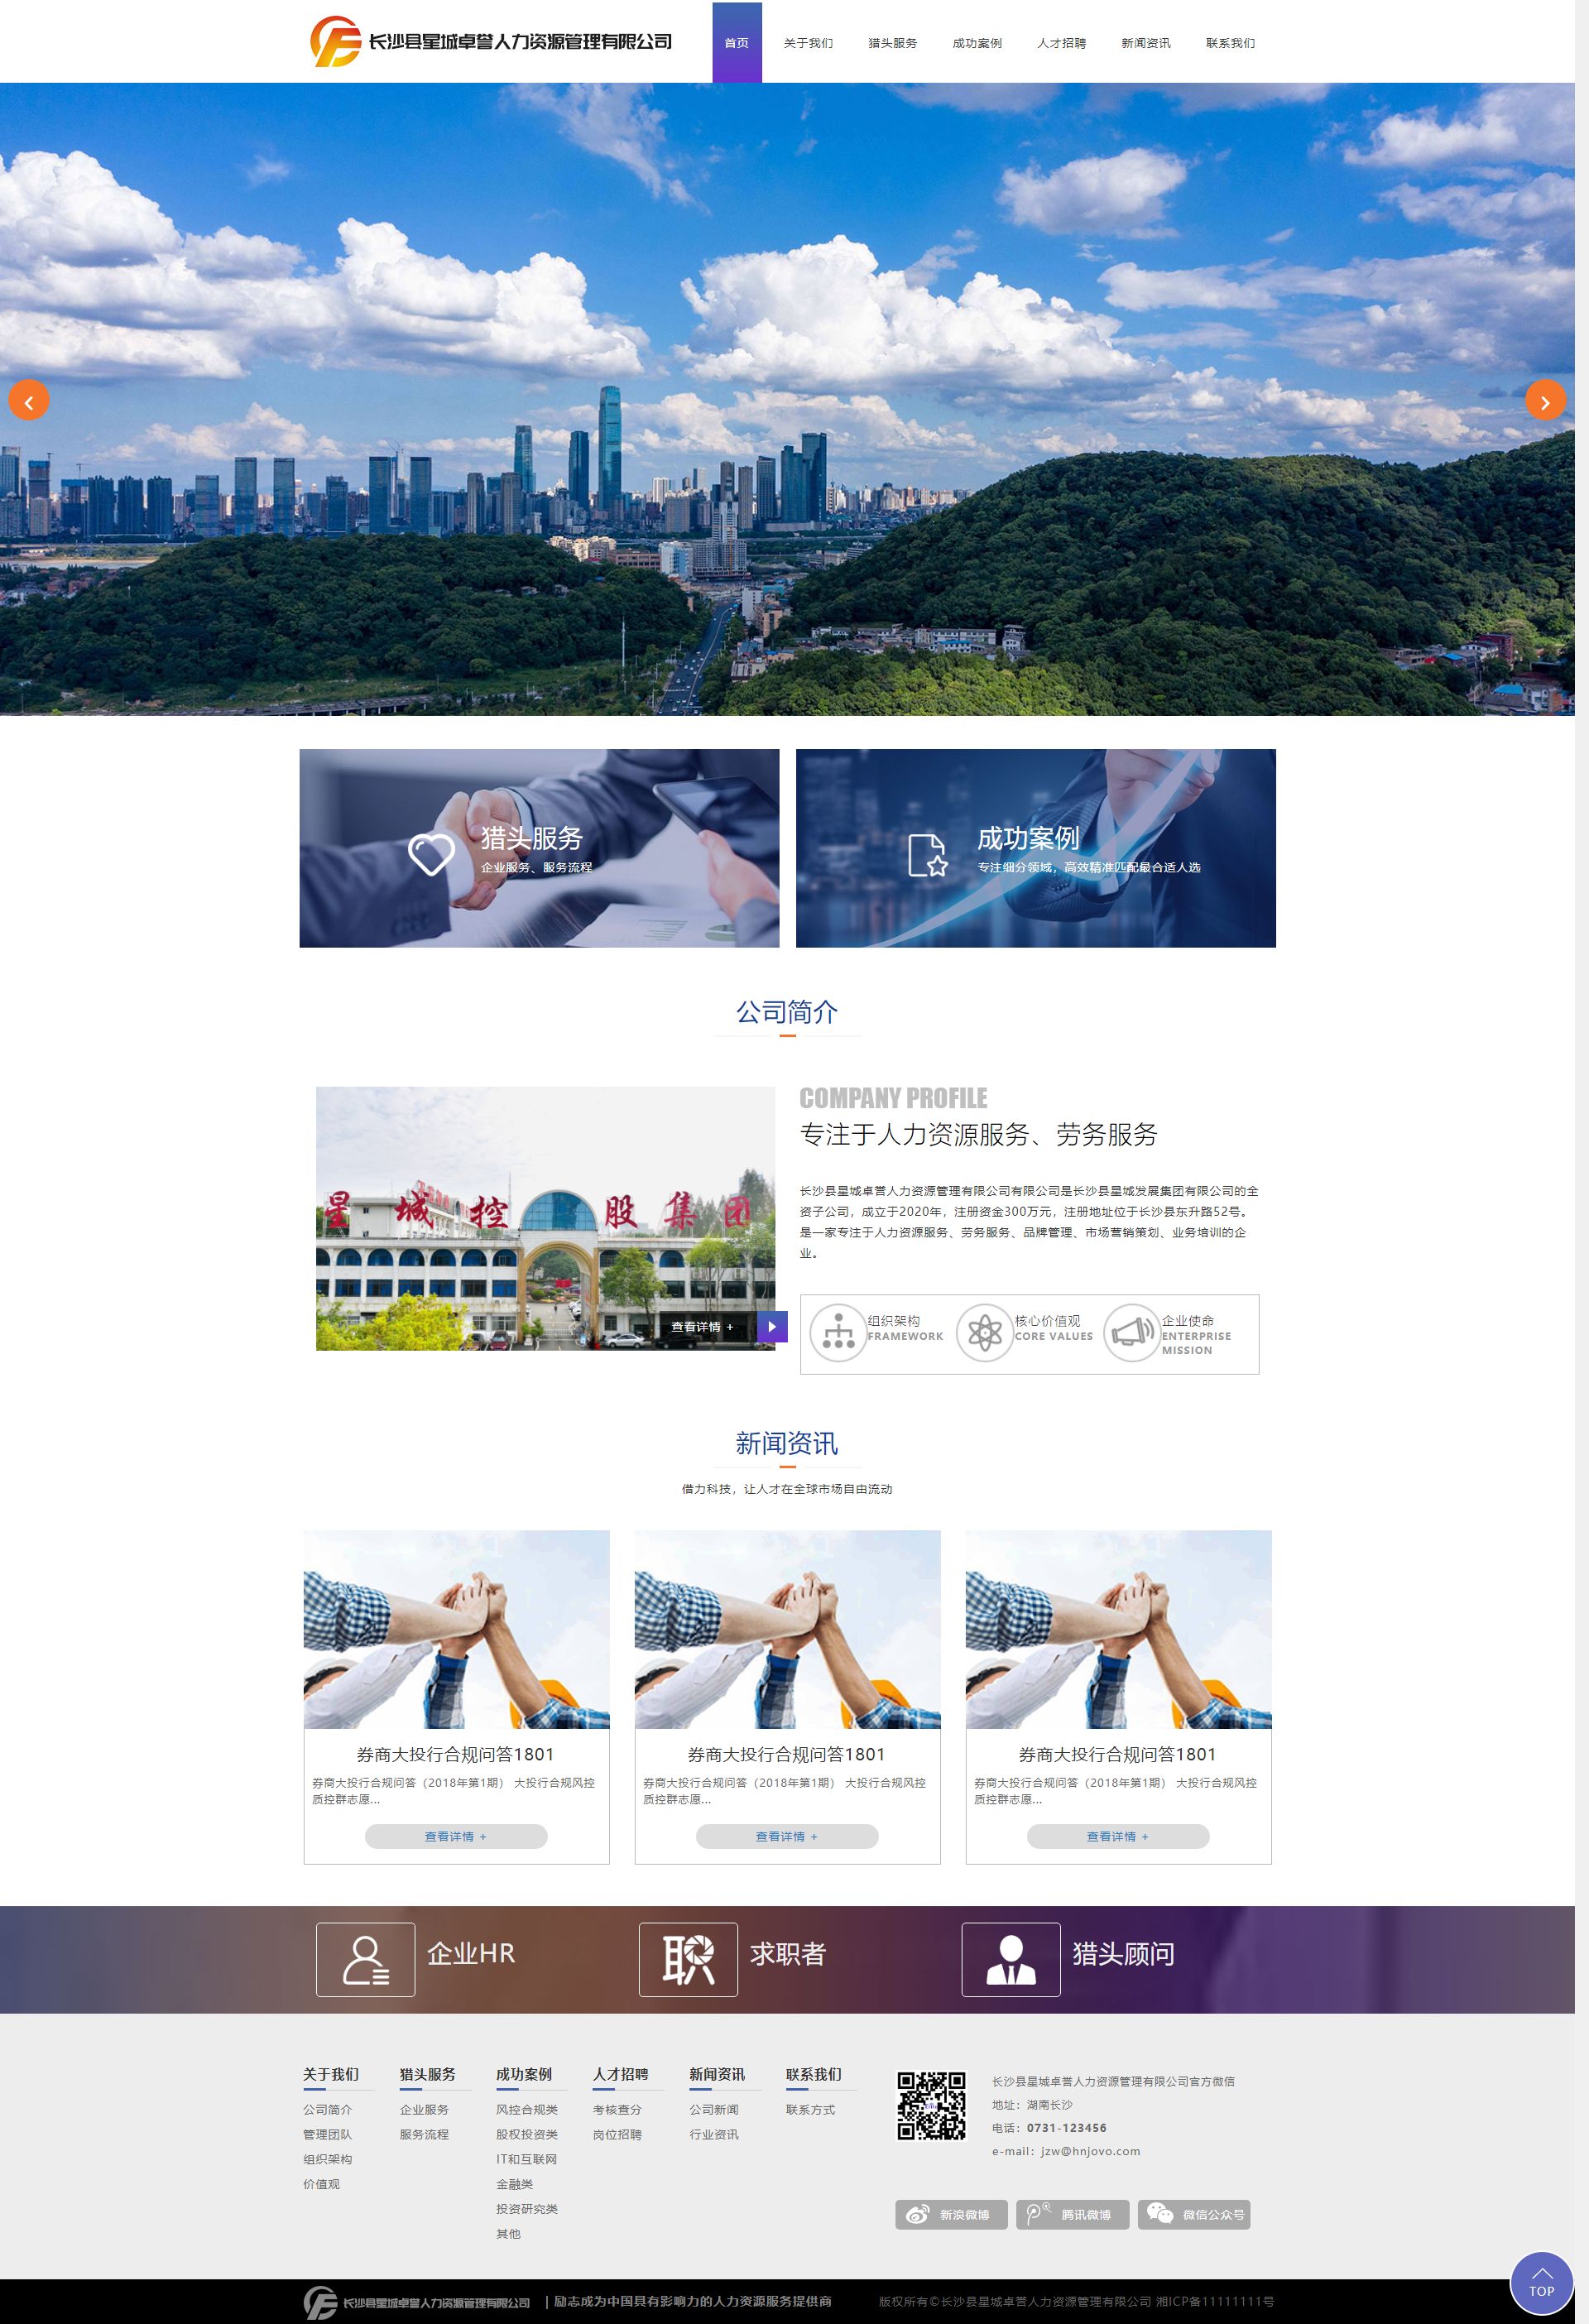 长沙县星城卓誉人力资源管理有限公司
首页
关于我们
猎头服务
成功案例
人才招聘
新闻资讯
联系我们
猎头服务
企业服务、服务流程
成功案例
专注细分领域，高效精准匹配最合适人选
公司简介
星城控股集团
查看详情 +
COMPANY PROFILE
专注于人力资源服务、劳务服务
长沙县星城卓誉人力资源管理有限公司有限公司是长沙县星城发展集团有限公司的全
资子公司，成立于2020年，注册资金300万元，注册地址位于长沙县东升路52号。
是一家专注于人力资源服务、劳务服务、品牌管理、市场营销策划、业务培训的企
业。
组织架构
FRAMEWORK
核心价值观
CORE VALUES
企业使命
ENTERPRISE
MISSION
新闻资讯
借力科技，让人才在全球市场自由流动
券商大投行合规问答1801
券商大投行合规问答（2018年第1期） 大投行合规风控
质控群志愿...
查看详情 +
券商大投行合规问答1801
券商大投行合规问答（2018年第1期） 大投行合规风控
质控群志愿...
查看详情 +
券商大投行合规问答1801
券商大投行合规问答（2018年第1期） 大投行合规风控
质控群志愿...
查看详情 +
企业HR
职
求职者
猎头顾问
关于我们
公司简介
管理团队
组织架构
价值观
猎头服务
企业服务
服务流程
成功案例
风控合规类
股权投资类
IT和互联网
金融类
投资研究类
其他
人才招聘
考核查分
岗位招聘
新闻资讯
公司新闻
行业资讯
联系我们
联系方式
长沙县星城卓誉人力资源管理有限公司官方微信
地址：湖南长沙
电话：0731-123456
e-mail：jzw@hnjovo.com
新浪微博
腾讯微博
微信公众号
TOP
长沙县星城卓誉人力资源管理有限公司
| 励志成为中国具有影响力的人力资源服务提供商
版权所有©长沙县星城卓誉人力资源管理有限公司 湘ICP备11111111号